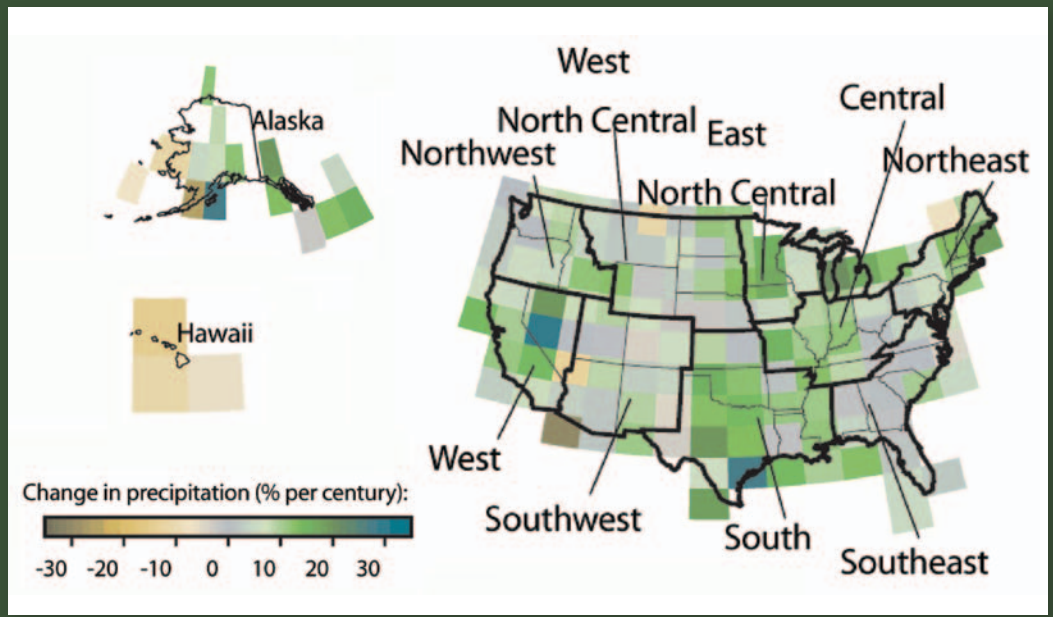 West
Central
North Central
East
Alaska
Northwest
Northeast
North Central
Hawaii
West
Change in precipitation (% per century):
Southwest
South
Southeast
-30 -20 -10 0 10 20 30